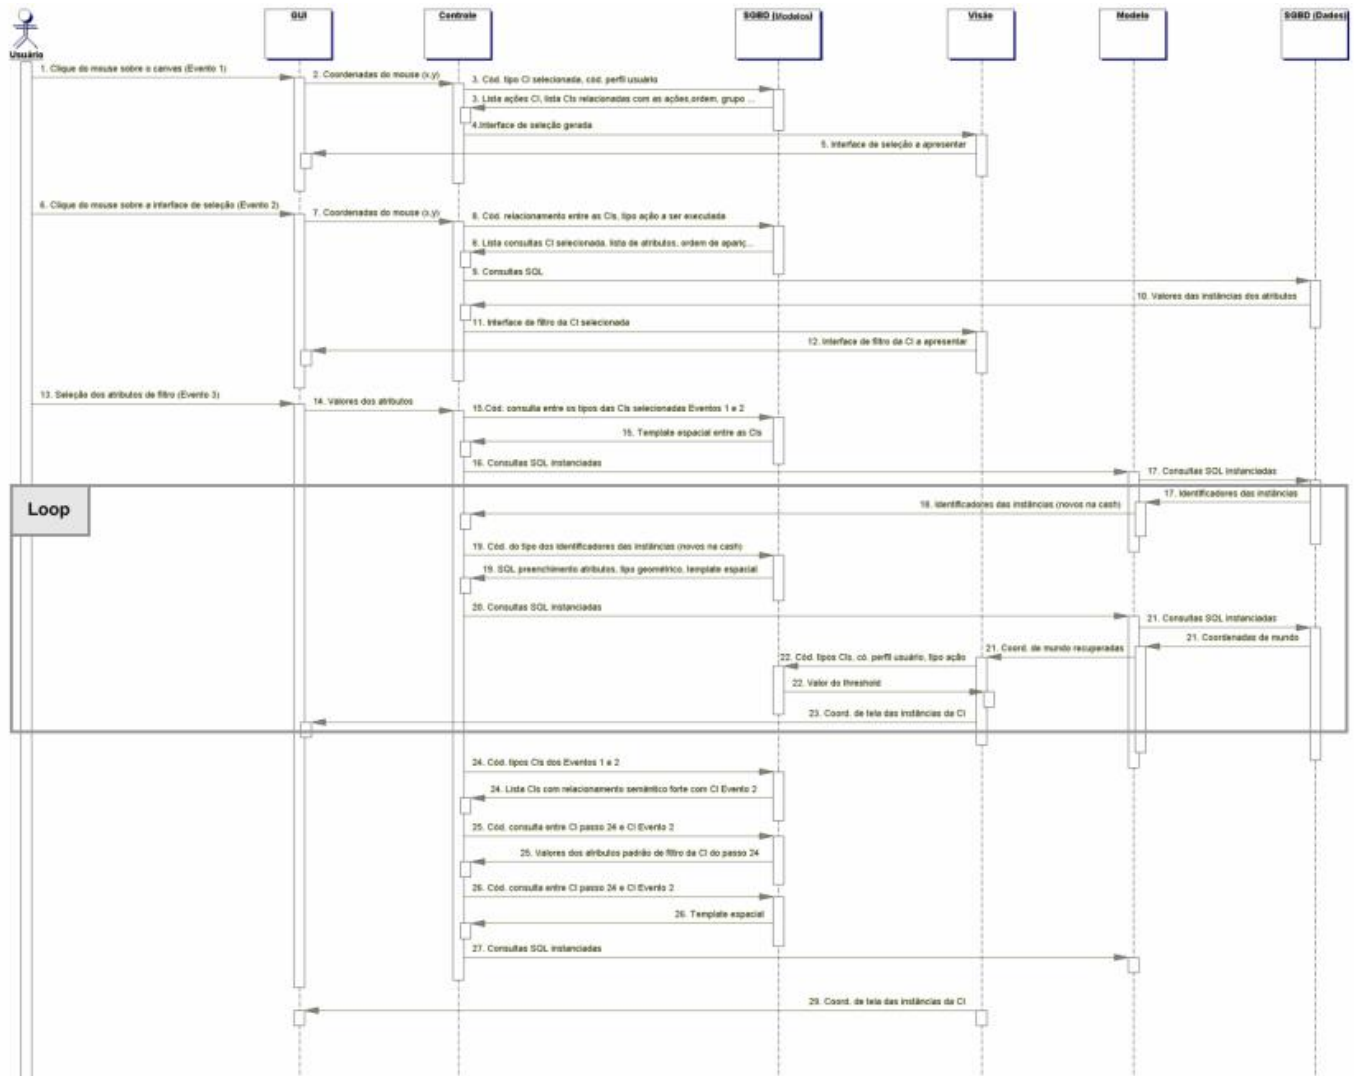 GUI
Controle
SGBD (Modelos)
Visão
Modelo
SGBD (Dados)
Usuário
1. Clique do mouse sobre o canvas (Evento 1)
2. Coordenadas do mouse (x,y)
3. Cód. tipo CI selecionada, cód. perfil usuário
3. Lista ações CI, lista CIs relacionadas com as ações,ordem, grupo ...
4.Interface de seleção gerada
5. Interface de seleção a apresentar
6. Clique do mouse sobre a interface de seleção (Evento 2)
7. Coordenadas do mouse (x,y)
8. Cód. relacionamento entre as CIs, tipo ação a ser executada
8. Lista consultas CI selecionada, lista de atributos, ordem de apariç...
9. Consultas SQL
10. Valores das instâncias dos atributos
11. Interface de filtro da CI selecionada
12. Interface de filtro da CI a apresentar
13. Seleção dos atributos de filtro (Evento 3)
14. Valores dos atributos
15.Cód. consulta entre os tipos das CIs selecionadas Eventos 1 e 2
15. Template espacial entre as CIs
16. Consultas SQL instanciadas
17. Consultas SQL instanciadas
Loop
17. Identificadores das instâncias
18. Identificadores das instâncias (novos na cash)
19. Cód. do tipo dos identificadores das instâncias (novos na cash)
19. SQL preenchimento atributos, tipo geométrico, template espacial
20. Consultas SQL instanciadas
21. Consultas SQL instanciadas
21. Coordenadas de mundo
21. Coord. de mundo recuperadas
22. Cód. tipos CIs, có. perfil usuário, tipo ação
22. Valor do threshold
23. Coord. de tela das instâncias da CI
24. Cód. tipos CIs dos Eventos 1 e 2
24. Lista CIs com relacionamento semântico forte com CI Evento 2
25. Cód. consulta entre CI passo 24 e CI Evento 2
25. Valores dos atributos padrão de filtro da CI do passo 24
26. Cód. consulta entre CI passo 24 e CI Evento 2
26. Template espacial
27. Consultas SQL instanciadas
29. Coord. de tela das instâncias da CI